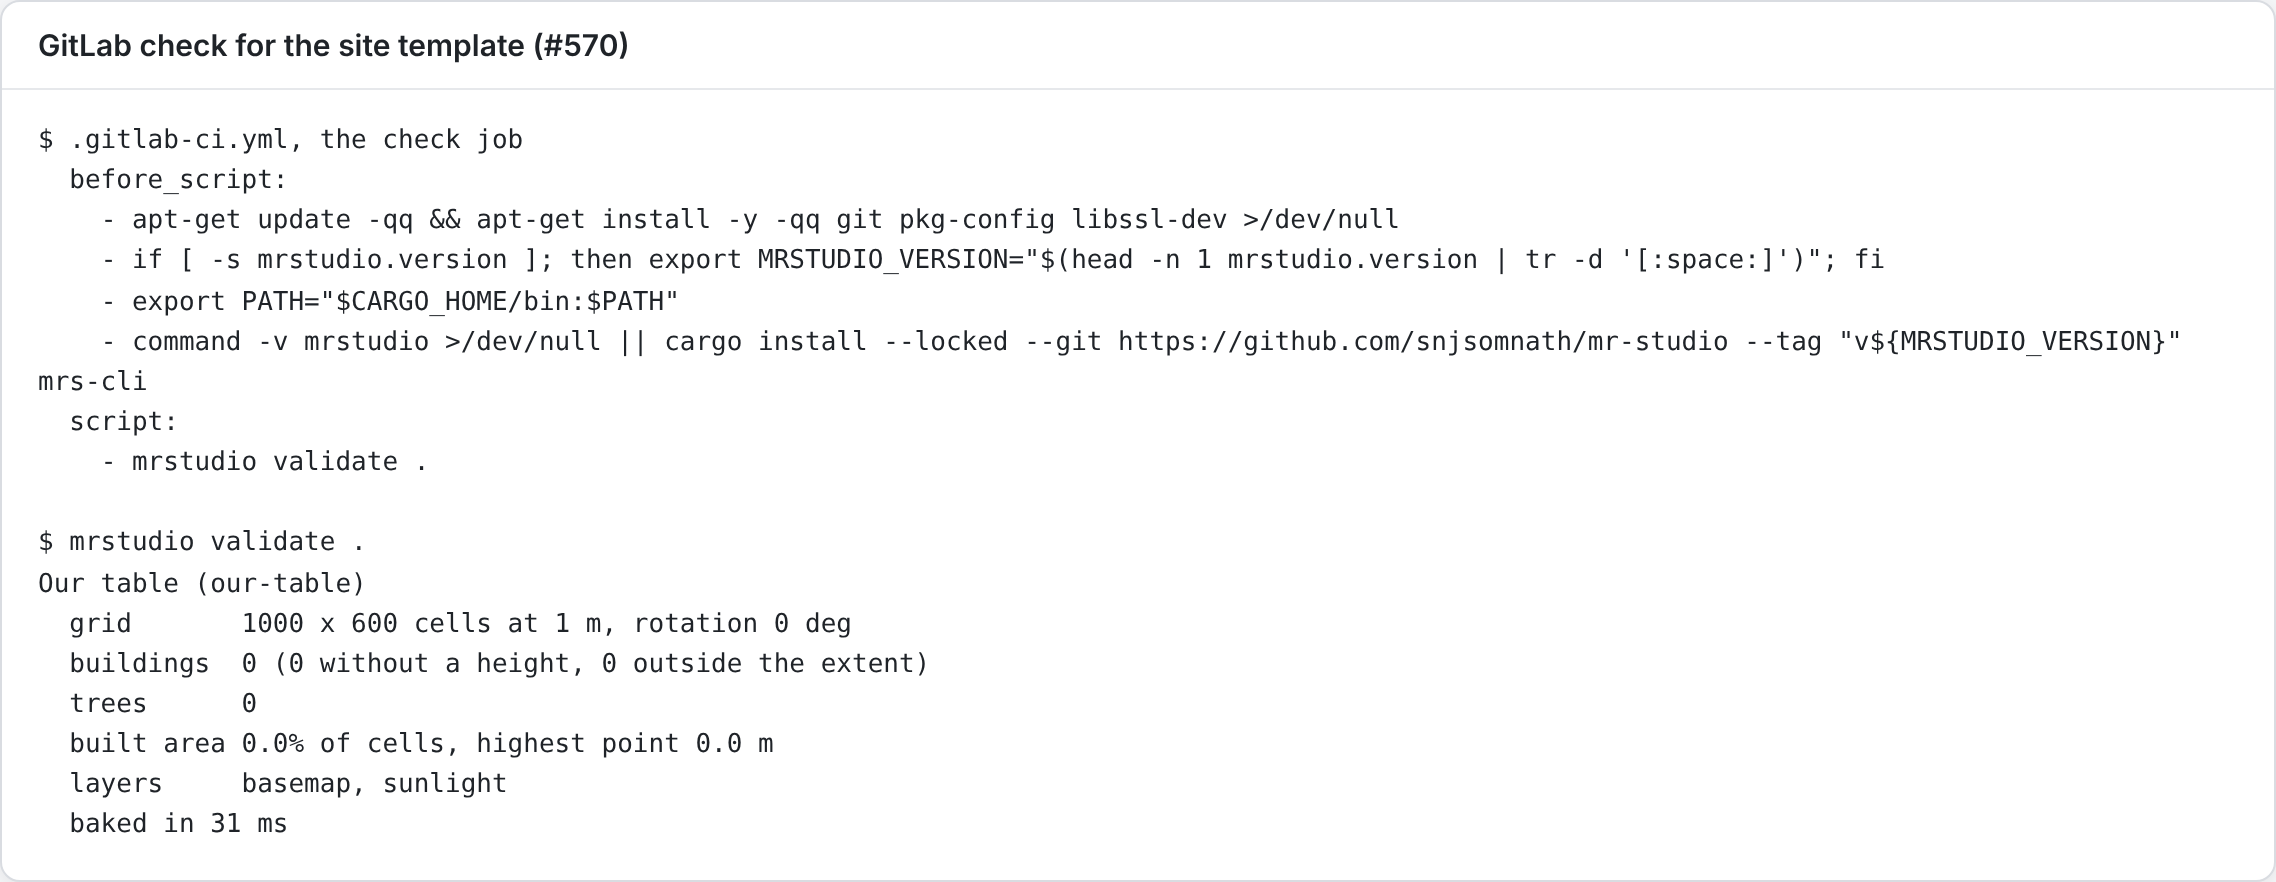 GitLab check for the site template (#570)
$ .gitlab-ci.yml, the check job
  before_script:
    - apt-get update -qq && apt-get install -y -qq git pkg-config libssl-dev >/dev/null
    - if [ -s mrstudio.version ]; then export MRSTUDIO_VERSION="$(head -n 1 mrstudio.version | tr -d '[:space:]')"; fi
    - export PATH="$CARGO_HOME/bin:$PATH"
    - command -v mrstudio >/dev/null || cargo install --locked --git https://github.com/snjsomnath/mr-studio --tag "v${MRSTUDIO_VERSION}"
mrs-cli
  script:
    - mrstudio validate .

$ mrstudio validate .
Our table (our-table)
  grid       1000 x 600 cells at 1 m, rotation 0 deg
  buildings  0 (0 without a height, 0 outside the extent)
  trees      0
  built area 0.0% of cells, highest point 0.0 m
  layers     basemap, sunlight
  baked in 31 ms